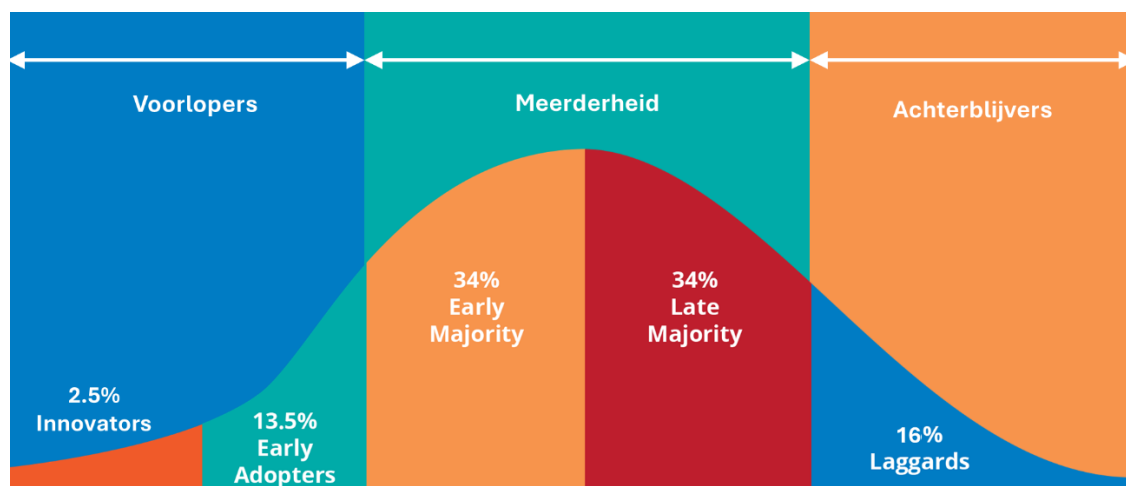 Voorlopers
Meerderheid
Achterblijvers
2.5%
Innovators
13.5%
Early
Adopters
34%
Early
Majority
34%
Late
Majority
16%
Laggards